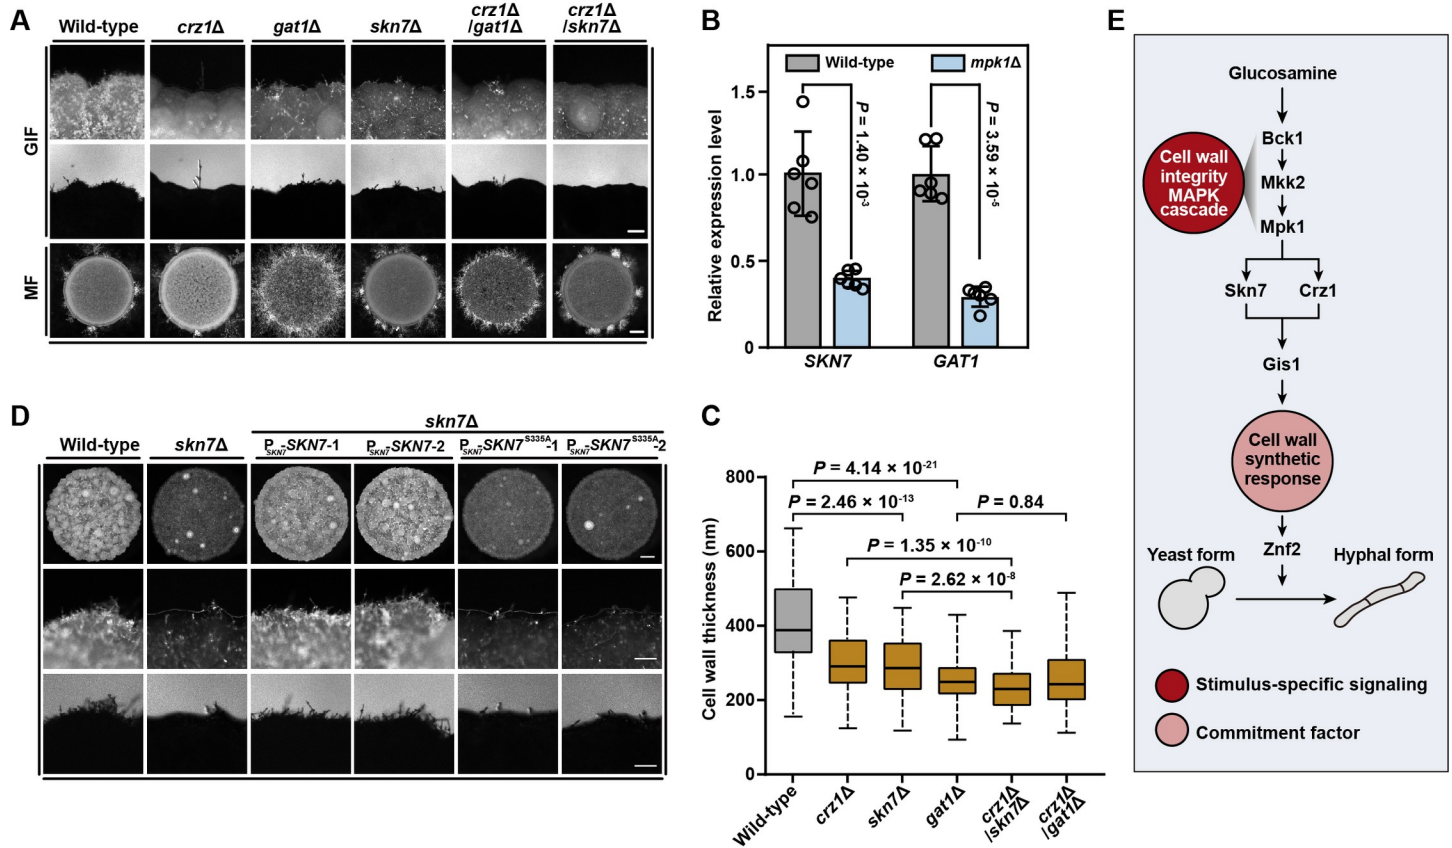 A
Wild-type
crz1Δ
gat1Δ
skn7Δ
crz1Δ
/gat1Δ
crz1Δ
/skn7Δ
GIF
MF
B
Wild-type
mpk1Δ
Relative expression level
1.5
1.0
0.5
0
P = 1.40 × 10-3
P = 3.59 × 10-5
SKN7
GAT1
E
Glucosamine
Bck1
Cell wall
integrity
MAPK
cascade
Mkk2
Mpk1
Skn7
Crz1
Gis1
Cell wall
synthetic
response
Znf2
Yeast form
Hyphal form
Stimulus-specific signaling
Commitment factor
D
skn7Δ
Wild-type
skn7Δ
PSKN7-SKN7-1
PSKN7-SKN7-2
PSKN7-SKN7S335A-1
PSKN7-SKN7S335A-2
C
Cell wall thickness (nm)
800
600
400
200
0
P = 4.14 × 10-21
P = 2.46 × 10-13
P = 0.84
P = 1.35 × 10-10
P = 2.62 × 10-8
Wild-type
crz1Δ
skn7Δ
gat1Δ
crz1Δ
/skn7Δ
crz1Δ
/gat1Δ